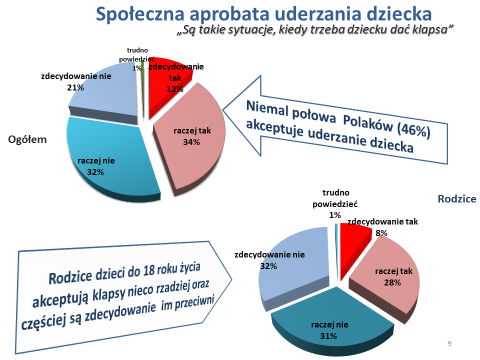 Społeczna aprobata uderzania dziecka
„Są takie sytuacje, kiedy trzeba dziecku dać klapsa”
trudno
powiedzieć
1%
zdecydowanie
tak
12%
zdecydowanie nie
21%
raczej tak
34%
raczej nie
32%
Ogółem
Niemal połowa Polaków (46%)
akceptuje uderzanie dziecka
Rodzice
trudno
powiedzieć
1%
zdecydowanie tak
8%
zdecydowanie nie
32%
raczej tak
28%
raczej nie
31%
Rodzice dzieci do 18 roku życia
akceptują klapsy nieco rzadziej oraz
częściej są zdecydowanie im przeciwni
9